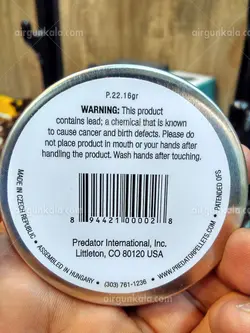 airgunkala.com
P.22.16gr
WARNING: This product
contains lead; a chemical that is known
to cause cancer and birth defects. Please do
not place product in mouth or your hands after
handling the product. Wash hands after touching.
8 94421 00002 8
Predator International, Inc.
Littleton, CO 80120 USA
MADE IN CZECH REPUBLIC • ASSEMBLED IN HUNGARY • (303) 761-1236 • WWW.PREDATORPELLETS.COM • PATENTED GFS
airgunkala.com